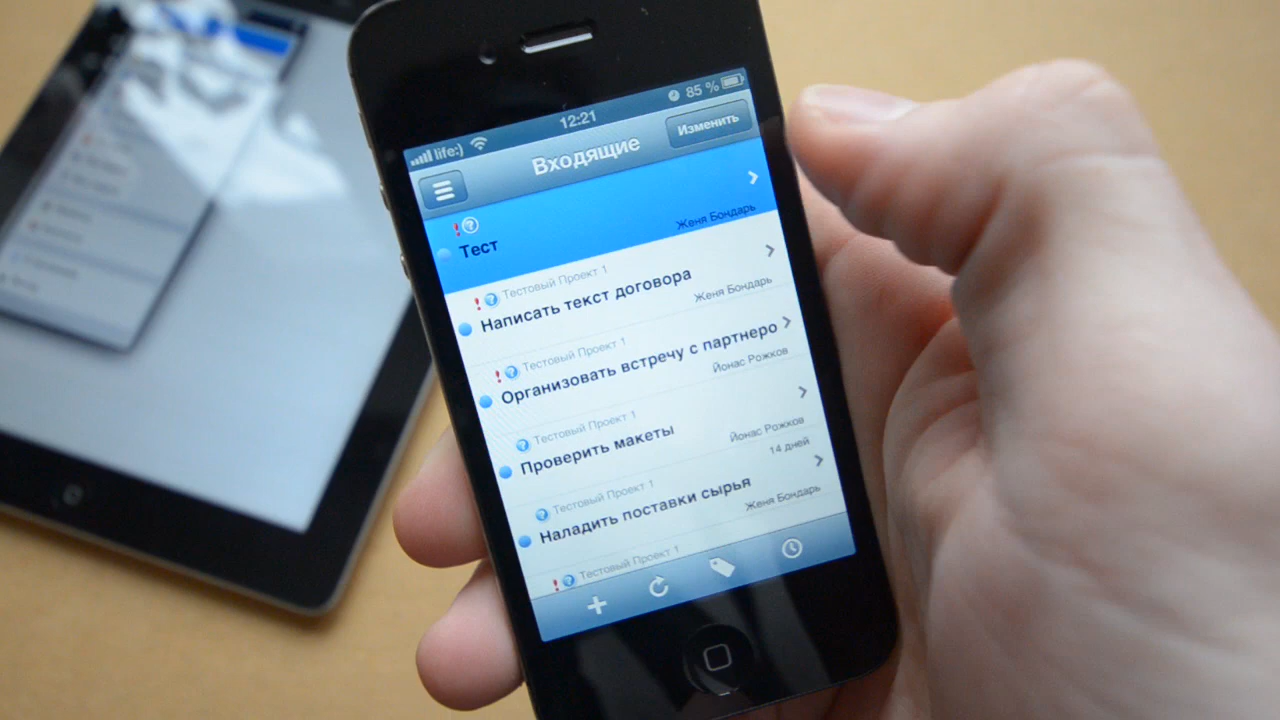 life:) 12:21 85 %
Входящие Изменить
Тест
Женя Бондарь
Тестовый Проект 1
Написать текст договора
Женя Бондарь
Тестовый Проект 1
Организовать встречу с партнеро
Йонас Рожков
Тестовый Проект 1
Проверить макеты
Йонас Рожков
14 дней
Тестовый Проект 1
Наладить поставки сырья
Женя Бондарь
Тестовый Проект 1